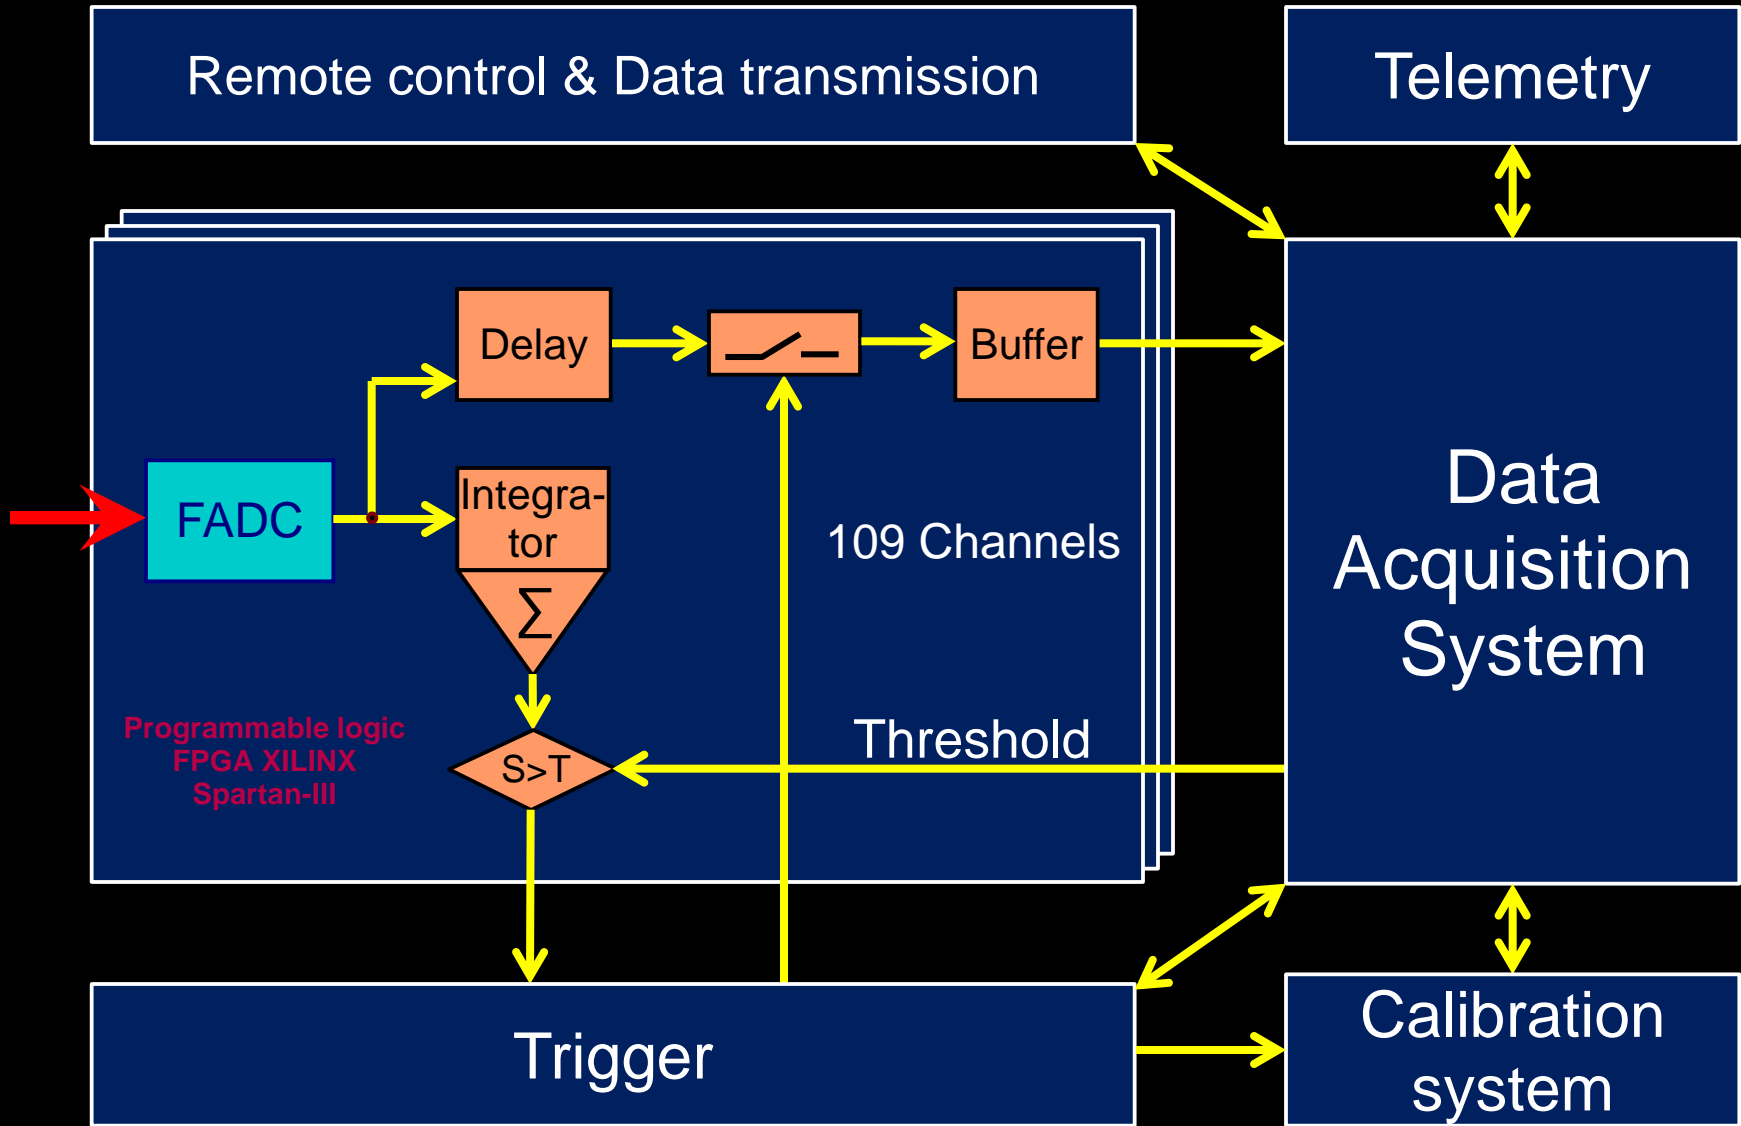 Remote control & Data transmission
Telemetry
Delay
Buffer
FADC
Integra-
tor
∑
109 Channels
Data
Acquisition
System
Programmable logic
FPGA XILINX
Spartan-III
S>T
Threshold
Trigger
Calibration
system